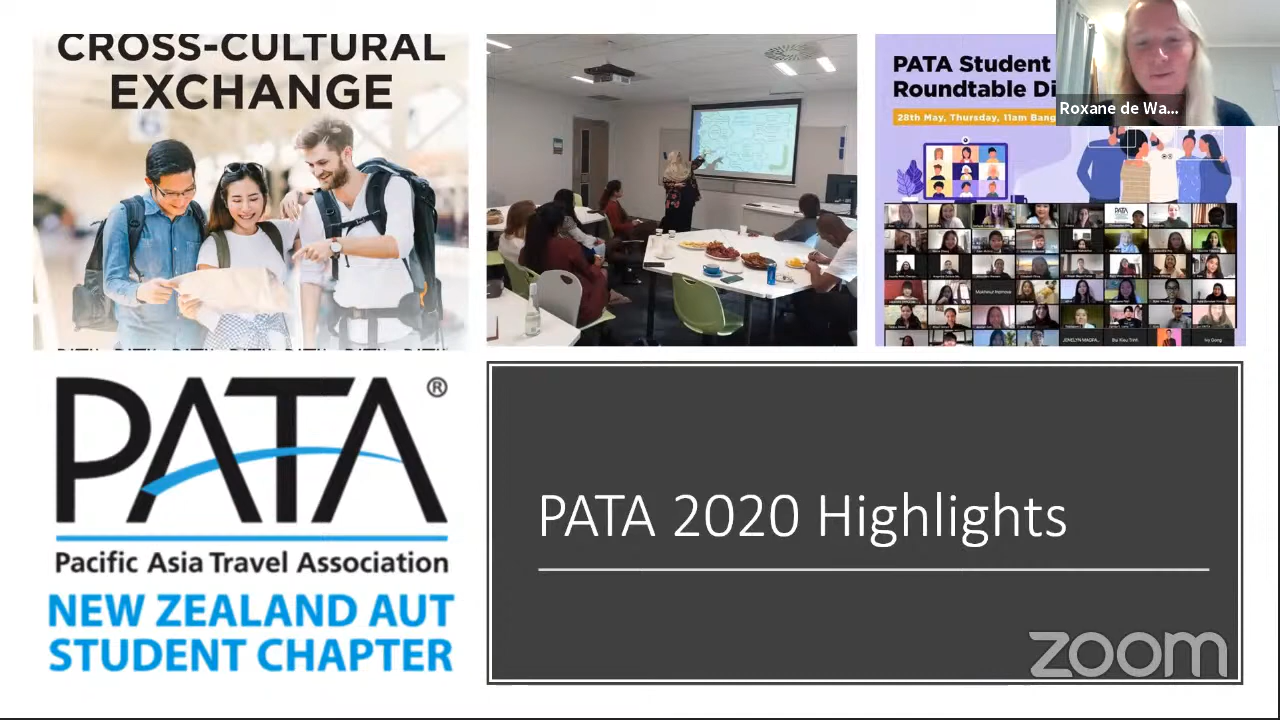 CROSS-CULTURAL
EXCHANGE
PATA Student
Roundtable Di
28th May, Thursday, 11am Bang
Roxane de Wa...
PATA
PATA®
Pacific Asia Travel Association
NEW ZEALAND AUT
STUDENT CHAPTER
PATA 2020 Highlights
zoom